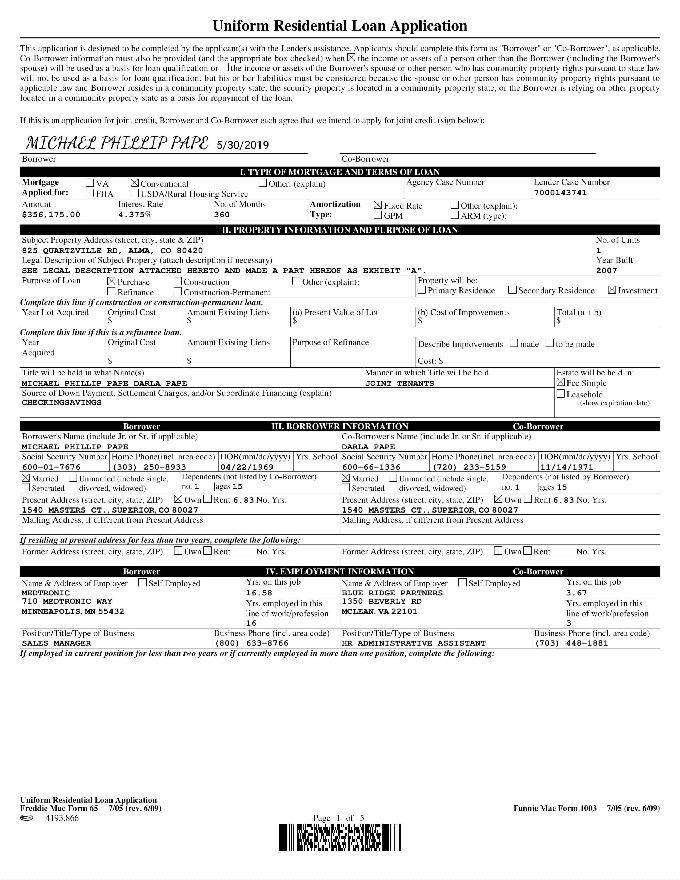 Uniform Residential Loan Application
This application is designed to be completed by the applicant(s) with the Lender's assistance. Applicants should complete this form as "Borrower" or "Co-Borrower", as applicable.
Co-Borrower information must also be provided (and the appropriate box checked) when ☒ the income or assets of a person other than the Borrower (including the Borrower's
spouse) will be used as a basis for loan qualification or ☐ the income or assets of the Borrower's spouse or other person who has community property rights pursuant to state law
will not be used as a basis for loan qualification, but his or her liabilities must be considered because the spouse or other person has community property rights pursuant to
applicable law and Borrower resides in a community property state, the security property is located in a community property state, or the Borrower is relying on other property
located in a community property state as a basis for repayment of the loan.
If this is an application for joint credit, Borrower and Co-Borrower each agree that we intend to apply for joint credit (sign below):
MICHAEL PHILLIP PAPE 5/30/2019
Borrower Co-Borrower
I. TYPE OF MORTGAGE AND TERMS OF LOAN
Mortgage ☐ VA ☒ Conventional ☐ Other: (explain) Agency Case Number Lender Case Number
Applied for: ☐ FHA ☐ USDA/Rural Housing Service 7000143741
Amount Interest Rate No. of Months Amortization ☒ Fixed Rate ☐ Other (explain):
$356,175.00 4.375% 360 Type: ☐ GPM ☐ ARM (type):
II. PROPERTY INFORMATION AND PURPOSE OF LOAN
Subject Property Address (street, city, state & ZIP) No. of Units
825 QUARTZVILLE RD, ALMA, CO 80420 1
Legal Description of Subject Property (attach description if necessary) Year Built
SEE LEGAL DESCRIPTION ATTACHED HERETO AND MADE A PART HEREOF AS EXHIBIT "A". 2007
Purpose of Loan ☒ Purchase ☐ Construction ☐ Other (explain): Property will be:
☐ Refinance ☐ Construction-Permanent ☐ Primary Residence ☐ Secondary Residence ☒ Investment
Complete this line if construction or construction-permanent loan.
Year Lot Acquired Original Cost Amount Existing Liens (a) Present Value of Lot (b) Cost of Improvements Total (a + b)
$ $ $ $ $
Complete this line if this is a refinance loan.
Year Original Cost Amount Existing Liens Purpose of Refinance Describe Improvements ☐ made ☐ to be made
Acquired
$ $ Cost: $
Title will be held in what Name(s) Manner in which Title will be held Estate will be held in:
MICHAEL PHILLIP PAPE DARLA PAPE JOINT TENANTS ☒ Fee Simple
Source of Down Payment, Settlement Charges, and/or Subordinate Financing (explain) ☐ Leasehold
CHECKINGSAVINGS (show expiration date)
Borrower III. BORROWER INFORMATION Co-Borrower
Borrower's Name (include Jr. or Sr. if applicable) Co-Borrower's Name (include Jr. or Sr. if applicable)
MICHAEL PHILLIP PAPE DARLA PAPE
Social Security Number Home Phone(incl. area code) DOB(mm/dd/yyyy) Yrs. School Social Security Number Home Phone(incl. area code) DOB(mm/dd/yyyy) Yrs. School
600-01-7676 (303) 250-8933 04/22/1969 600-66-1336 (720) 233-5159 11/14/1971
☒ Married ☐ Unmarried (include single, Dependents (not listed by Co-Borrower) ☒ Married ☐ Unmarried (include single, Dependents (not listed by Borrower)
☐ Separated divorced, widowed) no. 1 ages 15 ☐ Separated divorced, widowed) no. 1 ages 15
Present Address (street, city, state, ZIP) ☒ Own ☐ Rent 6.83 No. Yrs. Present Address (street, city, state, ZIP) ☒ Own ☐ Rent 6.83 No. Yrs.
1540 MASTERS CT., SUPERIOR, CO 80027 1540 MASTERS CT., SUPERIOR, CO 80027
Mailing Address, if different from Present Address Mailing Address, if different from Present Address
If residing at present address for less than two years, complete the following:
Former Address (street, city, state, ZIP) ☐ Own ☐ Rent No. Yrs. Former Address (street, city, state, ZIP) ☐ Own ☐ Rent No. Yrs.
Borrower IV. EMPLOYMENT INFORMATION Co-Borrower
Name & Address of Employer ☐ Self Employed Yrs. on this job Name & Address of Employer ☐ Self Employed Yrs. on this job
MEDTRONIC 16.58 BLUE RIDGE PARTNERS 3.67
710 MEDTRONIC WAY Yrs. employed in this 1350 BEVERLY RD Yrs. employed in this
MINNEAPOLIS, MN 55432 line of work/profession MCLEAN, VA 22101 line of work/profession
16 3
Position/Title/Type of Business Business Phone (incl. area code) Position/Title/Type of Business Business Phone (incl. area code)
SALES MANAGER (800) 633-8766 HR ADMINISTRATIVE ASSISTANT (703) 448-1881
If employed in current position for less than two years or if currently employed in more than one position, complete the following:
Uniform Residential Loan Application
Freddie Mac Form 65 7/05 (rev. 6/09) Fannie Mae Form 1003 7/05 (rev. 6/09)
4193.866 Page 1 of 5